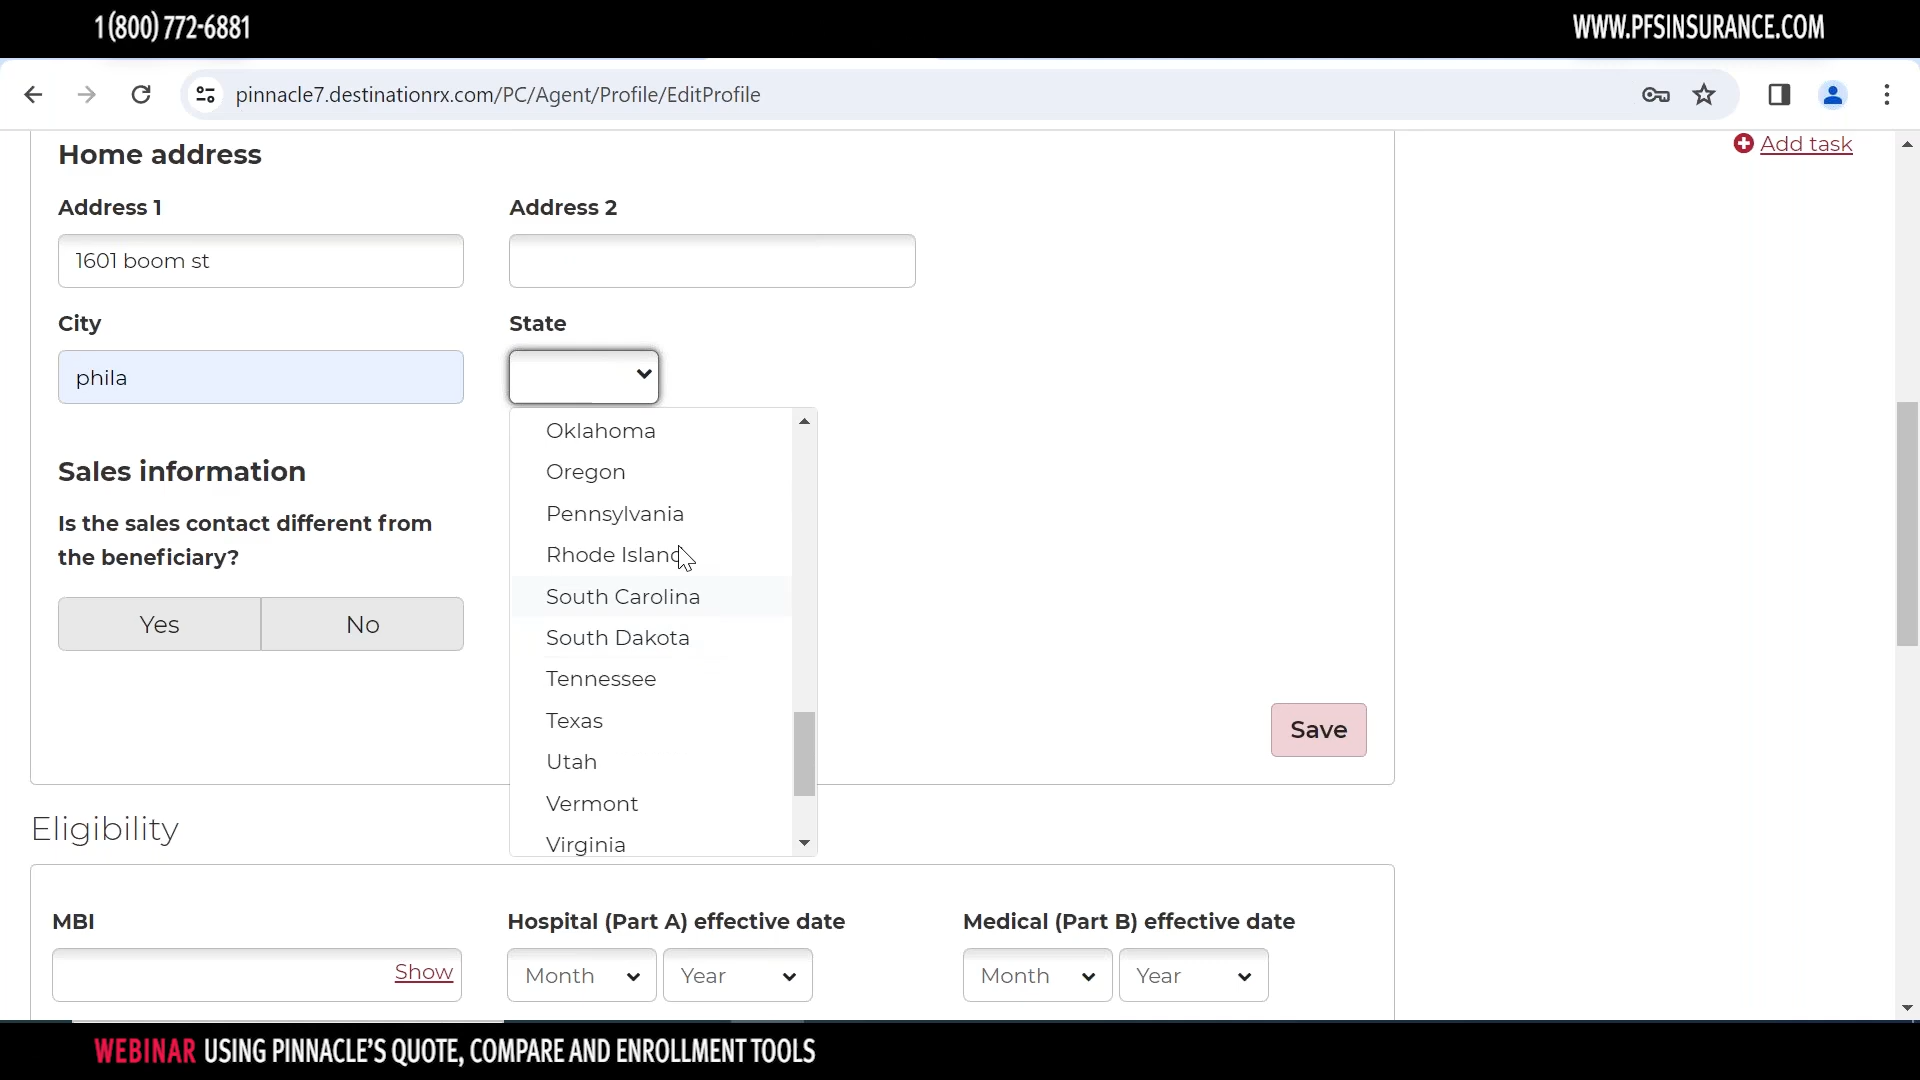 1 (800) 772-6881
WWW.PFSINSURANCE.COM
pinnacle7.destinationrx.com/PC/Agent/Profile/EditProfile
Add task
Home address
Address 1
Address 2
1601 boom st
City
State
phila
Oklahoma
Oregon
Pennsylvania
Rhode Island
South Carolina
South Dakota
Tennessee
Texas
Utah
Vermont
Virginia
Sales information
Is the sales contact different from
the beneficiary?
Yes
No
Save
Eligibility
MBI
Hospital (Part A) effective date
Medical (Part B) effective date
Show
Month
Year
Month
Year
WEBINAR USING PINNACLE'S QUOTE, COMPARE AND ENROLLMENT TOOLS